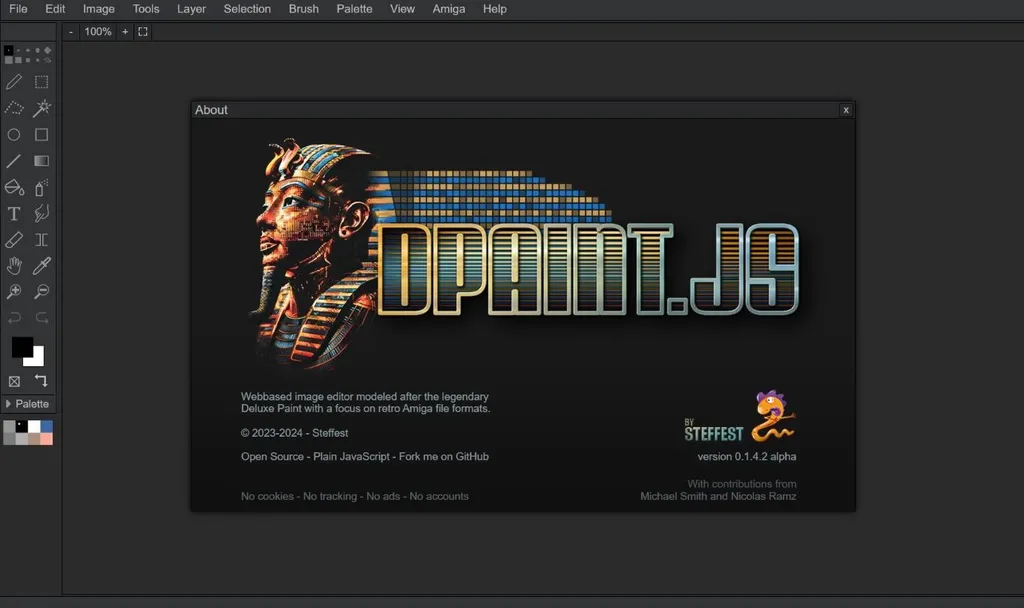 File Edit Image Tools Layer Selection Brush Palette View Amiga Help
- 100% +
About x
DPAINT.JS
T
Palette
Webbased image editor modeled after the legendary
Deluxe Paint with a focus on retro Amiga file formats.
© 2023-2024 - Steffest
Open Source - Plain JavaScript - Fork me on GitHub
No cookies - No tracking - No ads - No accounts
BY
STEFFEST
version 0.1.4.2 alpha
With contributions from
Michael Smith and Nicolas Ramz